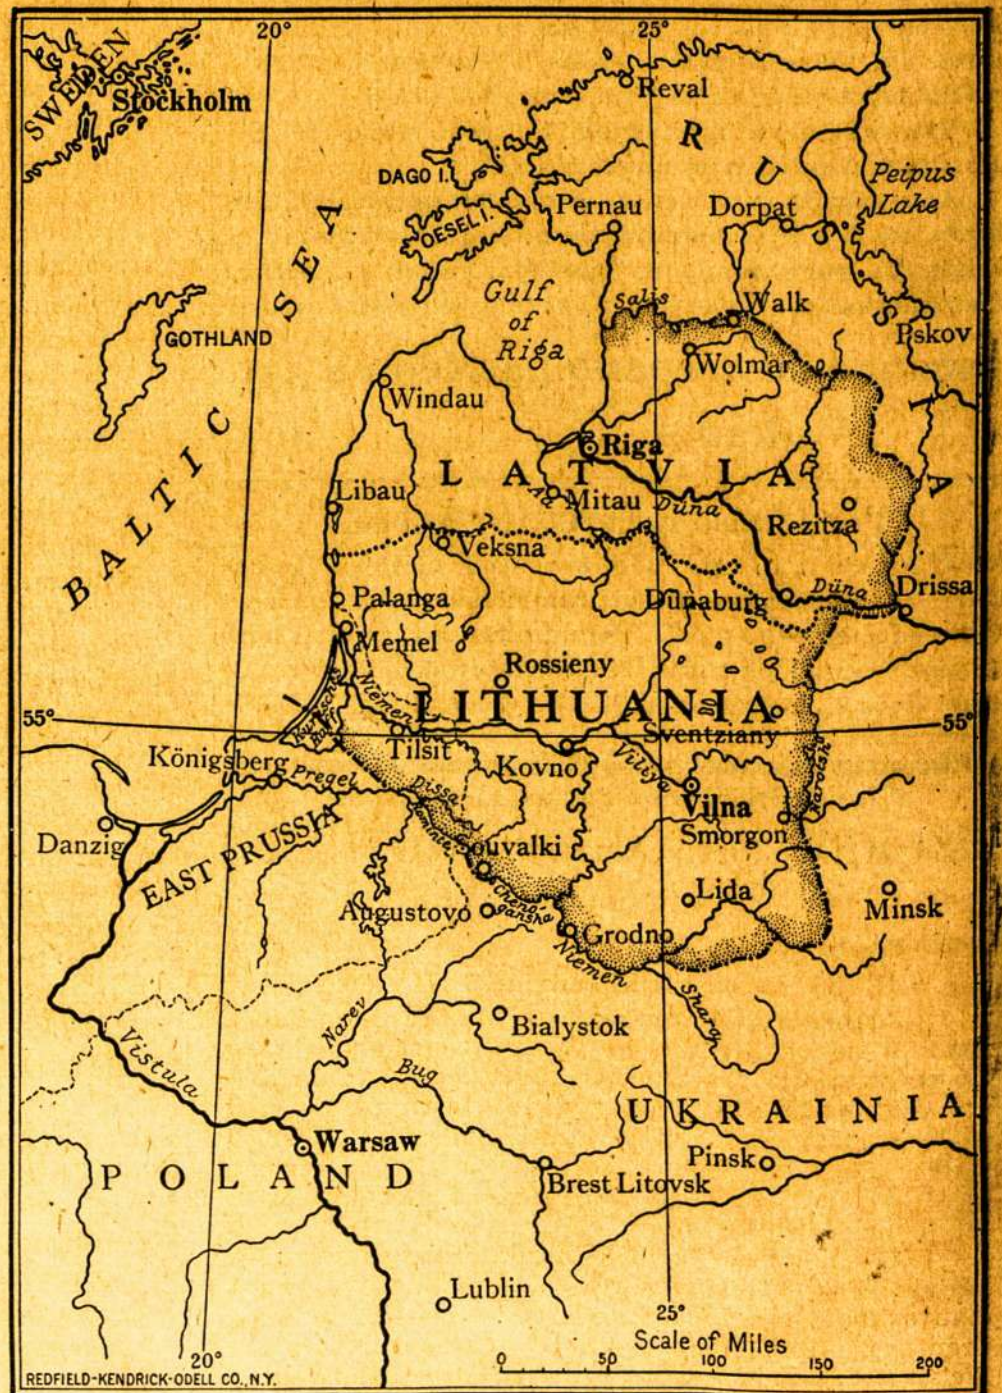 20°
25°
SWEDEN
Stockholm
Reval
R U S S I A
DAGO I.
Peipus
Lake
OESEL I.
Pernau
Dorpat
BALTIC SEA
Gulf
of
Riga
Salis
Walk
GOTHLAND
Pskov
Wolmar
Windau
Riga
LATVIA
Libau
Aa
Mitau
Düna
Rezitza
Veksna
Palanga
Dünaburg
Düna
Drissa
Memel
Rossieny
Niemen
LITHUANIA
55°
55°
Tilsit
Sventziany
Königsberg
Pregel
Kovno
Viliya
Pissa
Vilna
Danzig
Smorgon
EAST PRUSSIA
Souvalki
Lida
Augustovo
Minsk
Grodno
Niemen
Shara
Narev
Bialystok
Vistula
Bug
UKRAINIA
Warsaw
Pinsk
POLAND
Brest Litovsk
Lublin
25°
Scale of Miles
20°
0 50 100 150 200
REDFIELD-KENDRICK-ODELL CO., N.Y.